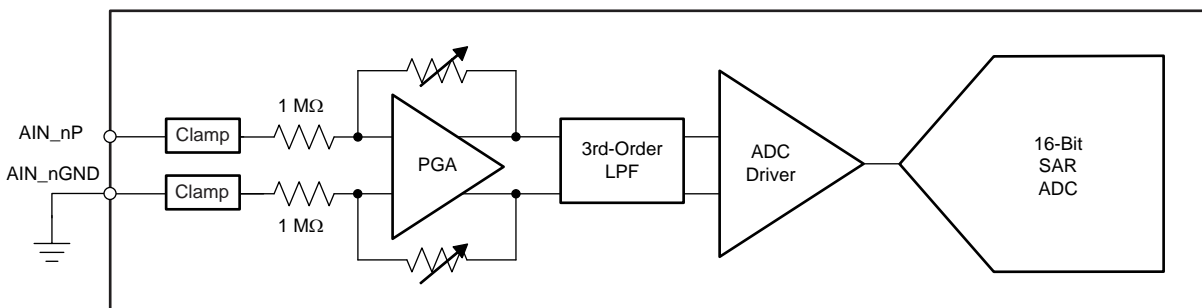 AIN_nP
AIN_nGND
Clamp
Clamp
1 MΩ
1 MΩ
PGA
3rd-Order
LPF
ADC
Driver
16-Bit
SAR
ADC